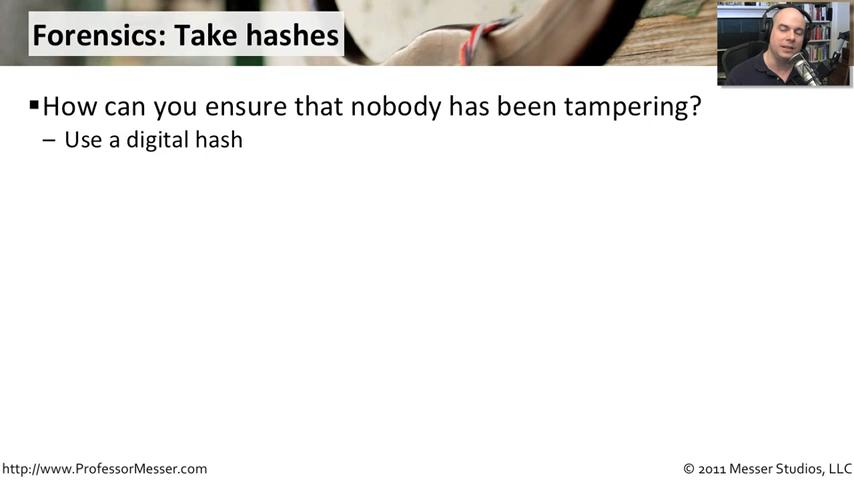 Forensics: Take hashes
▪How can you ensure that nobody has been tampering?
– Use a digital hash
http://www.ProfessorMesser.com
© 2011 Messer Studios, LLC